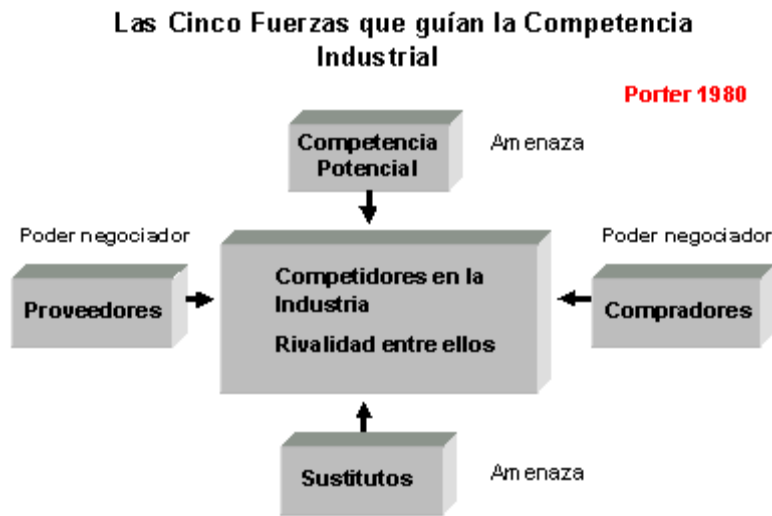 Las Cinco Fuerzas que guían la Competencia
Industrial
Porter 1980
Competencia
Potencial
Amenaza
Poder negociador
Poder negociador
Proveedores
Competidores en la
Industria
Rivalidad entre ellos
Compradores
Sustitutos
Amenaza